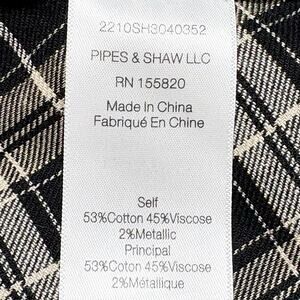 2210SH3040352
PIPES & SHAW LLC
RN 155820
Made In China
Fabriqué En Chine
Self
53%Cotton 45%Viscose
2%Metallic
Principal
53%Coton 45%Viscose
2%Métallique